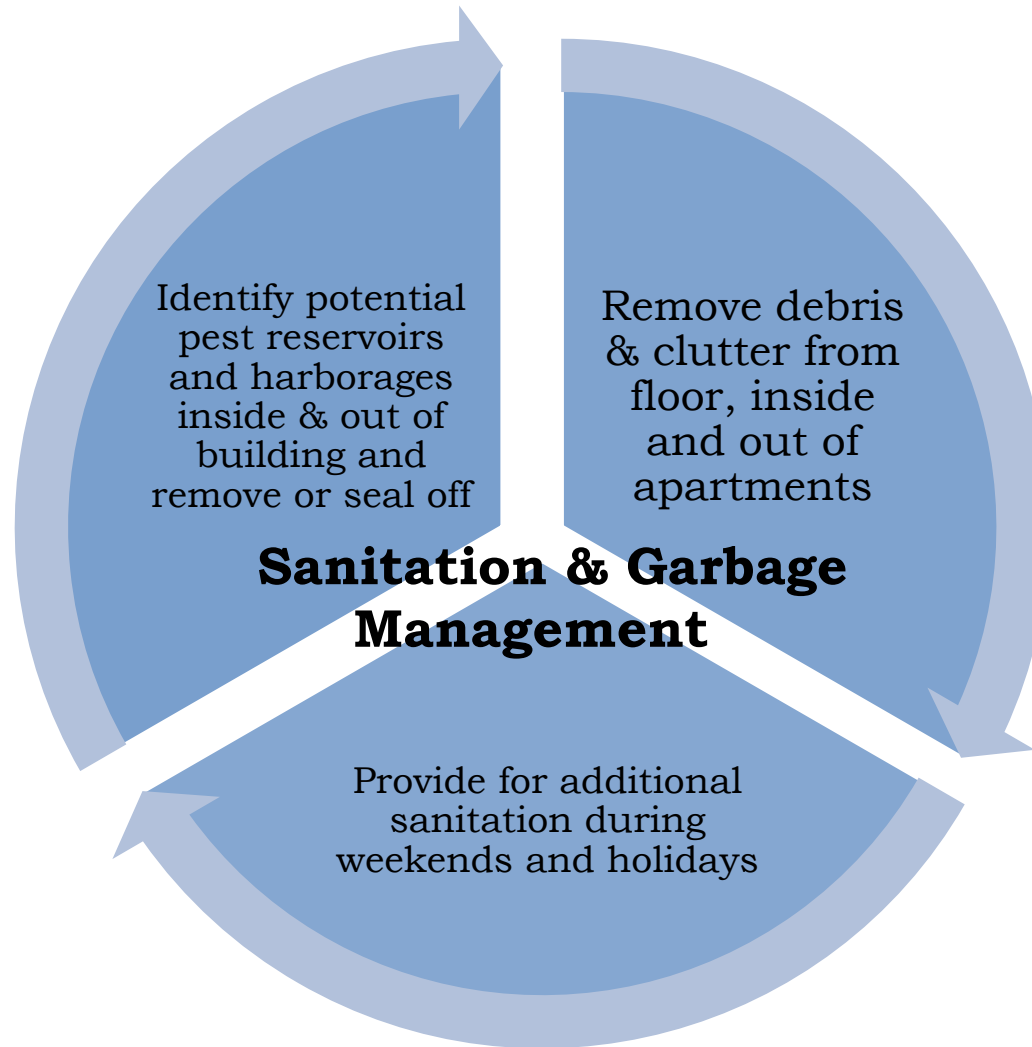 Identify potential
pest reservoirs
and harborages
inside & out of
building and
remove or seal off
Remove debris
& clutter from
floor, inside
and out of
apartments
Sanitation & Garbage
Management
Provide for additional
sanitation during
weekends and holidays